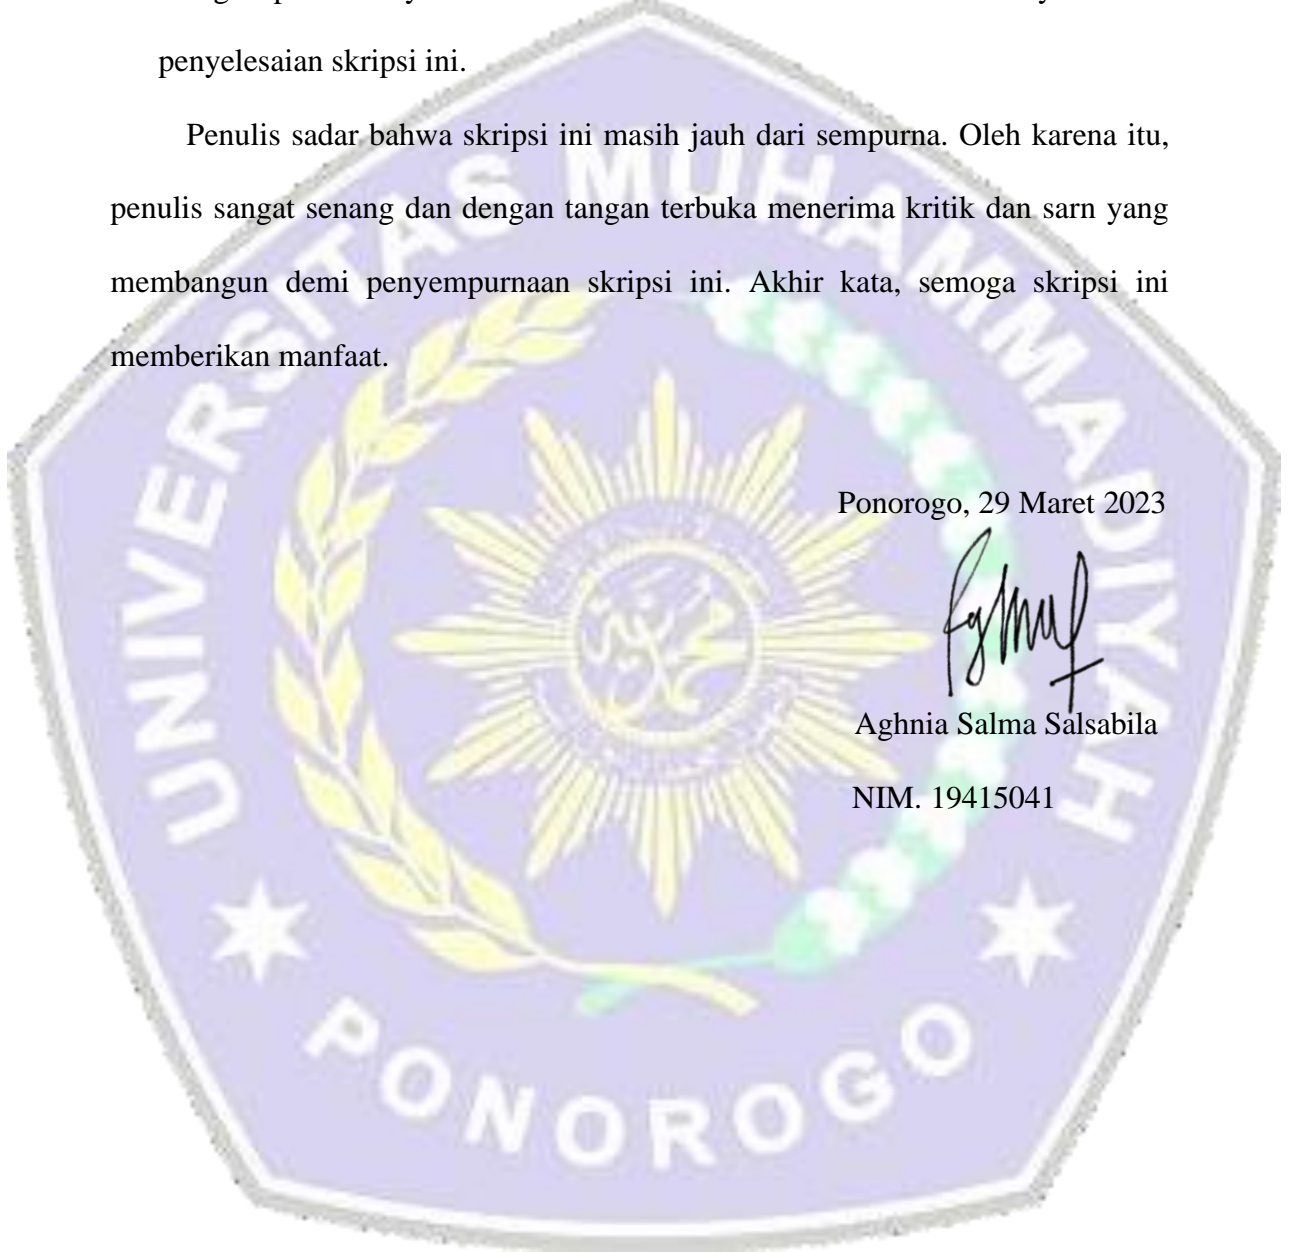 penyelesaian skripsi ini.
Penulis sadar bahwa skripsi ini masih jauh dari sempurna. Oleh karena itu,
penulis sangat senang dan dengan tangan terbuka menerima kritik dan sarn yang
membangun demi penyempurnaan skripsi ini. Akhir kata, semoga skripsi ini
memberikan manfaat.
Ponorogo, 29 Maret 2023
Aghnia Salma Salsabila
NIM. 19415041
UNIVERSITAS MUHAMMADIYAH
PONOROGO